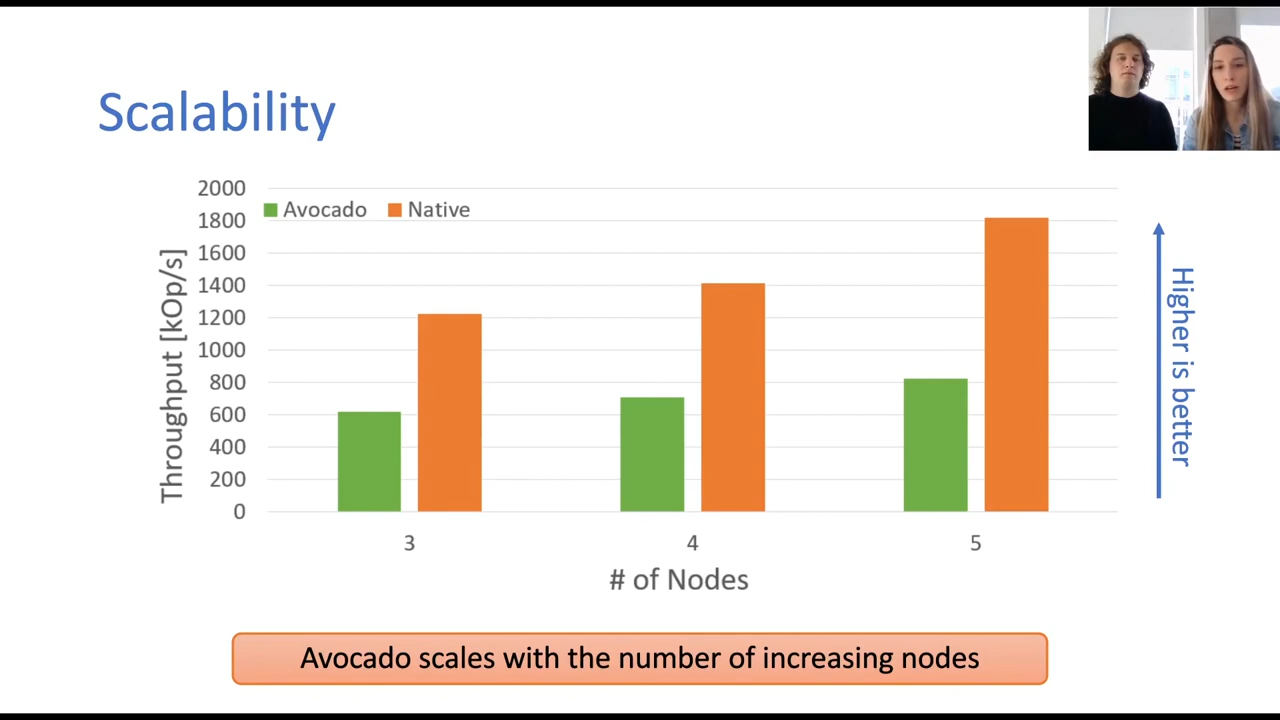 Scalability
2000
1800
1600
1400
1200
1000
800
600
400
200
0
Avocado
Native
Throughput [kOp/s]
3
4
5
# of Nodes
Higher is better
Avocado scales with the number of increasing nodes